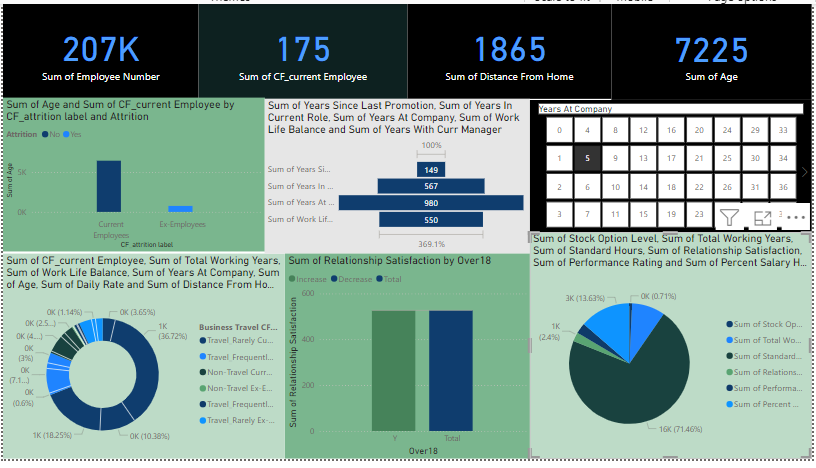 207K
Sum of Employee Number
175
Sum of CF_current Employee
1865
Sum of Distance From Home
7225
Sum of Age
Sum of Age and Sum of CF_current Employee by
CF_attrition label and Attrition
Attrition No Yes
Sum of Age
5K
0K
Current
Employees
Ex-Employees
CF_attrition label
Sum of Years Since Last Promotion, Sum of Years In
Current Role, Sum of Years At Company, Sum of Work
Life Balance and Sum of Years With Curr Manager
100%
Sum of Years Si... 149
Sum of Years In ... 567
Sum of Years At ... 980
Sum of Work Lif... 550
369.1%
Years At Company
0 4 8 12 16 20 24 29 33
1 5 9 13 17 21 25 30 34
2 6 10 14 18 22 26 31 36
3 7 11 15 19 23
Sum of CF_current Employee, Sum of Total Working Years,
Sum of Work Life Balance, Sum of Years At Company, Sum
of Age, Sum of Daily Rate and Sum of Distance From Ho...
0K (1.14%)
0K (3.65%)
0K (2.5...)
1K
(36.72%)
0K (4....)
0K
(3%)
0K
(7.1...)
0K
(0.6%)
1K (18.25%)
0K (10.38%)
Business Travel CF...
Travel_Rarely Cu...
Travel_Frequentl...
Non-Travel Curr...
Non-Travel Ex-E...
Travel_Frequentl...
Travel_Rarely Ex-...
Sum of Relationship Satisfaction by Over18
Increase Decrease Total
Sum of Relationship Satisfaction
600
400
200
0
Y
Total
Over18
Sum of Stock Option Level, Sum of Total Working Years,
Sum of Standard Hours, Sum of Relationship Satisfaction,
Sum of Performance Rating and Sum of Percent Salary H...
3K (13.63%)
0K (0.71%)
1K
(2.4%)
16K (71.46%)
Sum of Stock Op...
Sum of Total Wo...
Sum of Standard...
Sum of Relations...
Sum of Performa...
Sum of Percent ...